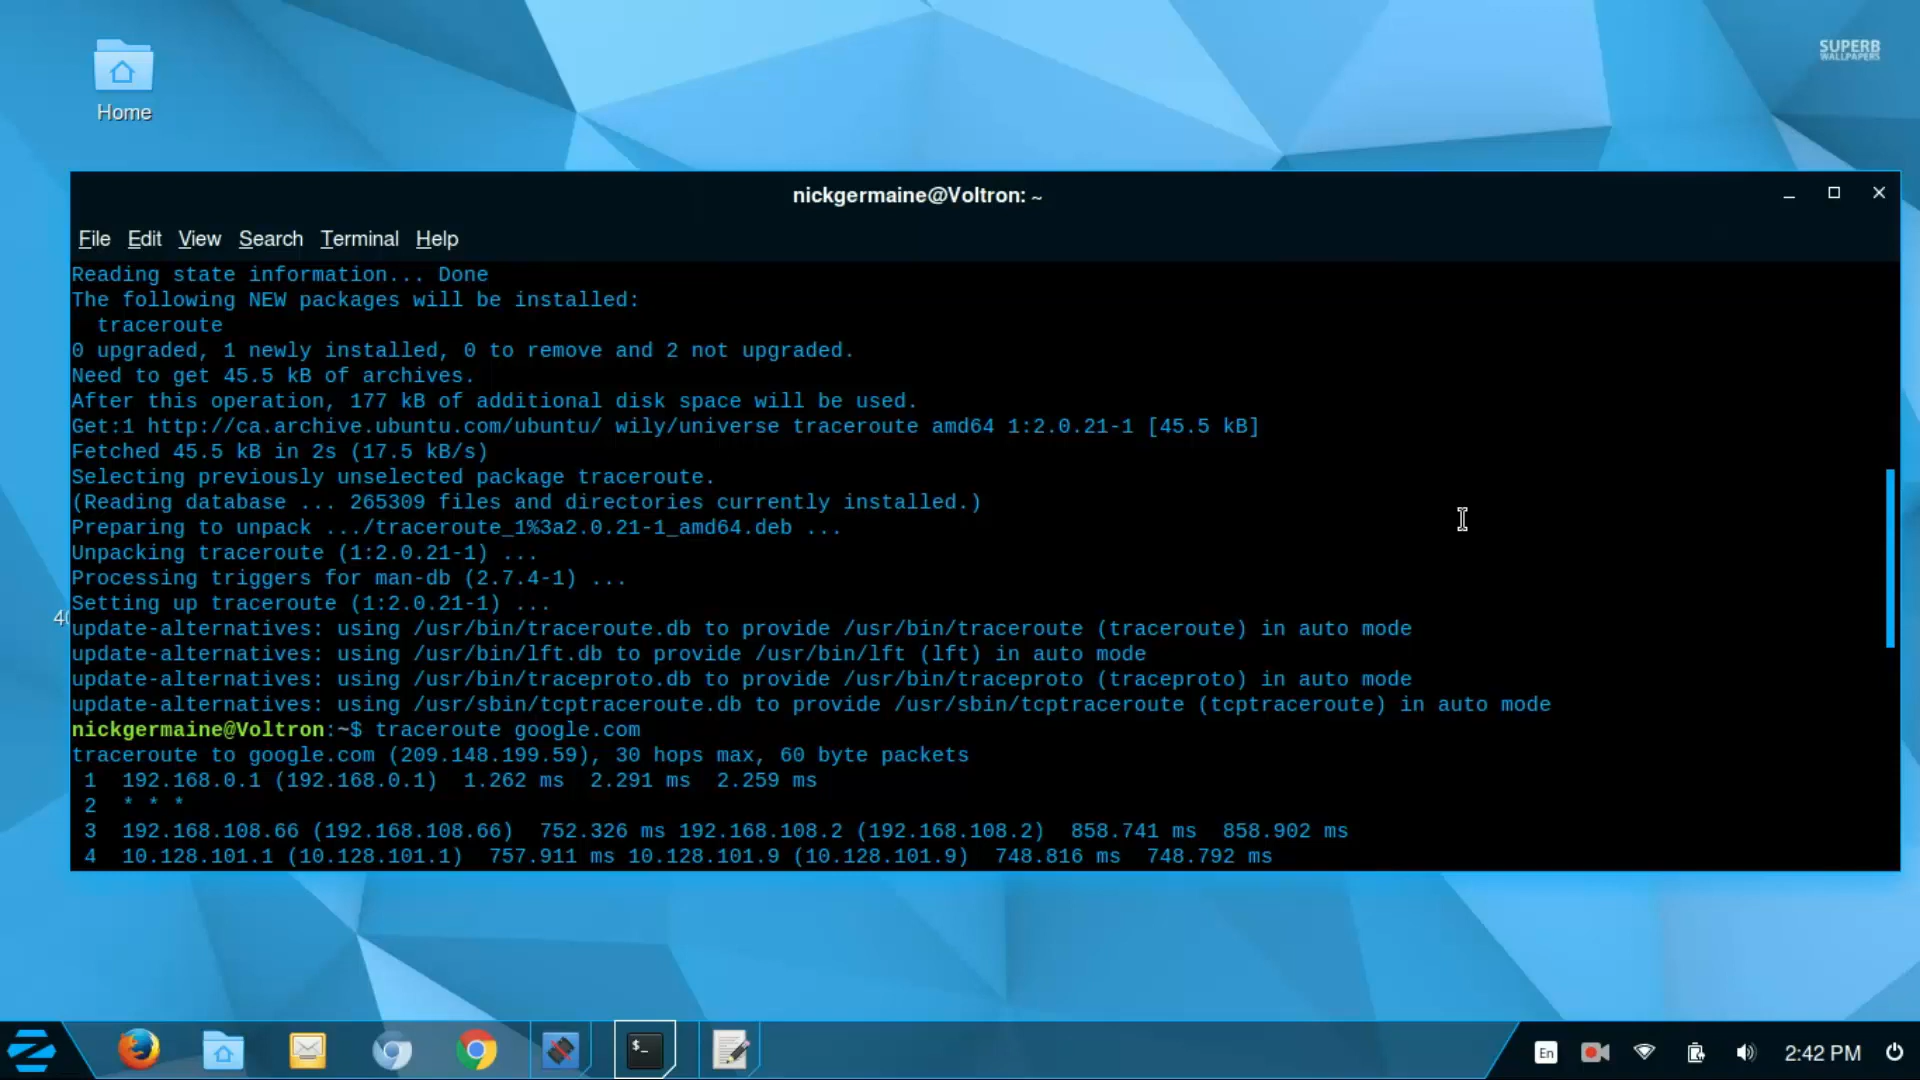 SUPERB
WALLPAPERS
Home
nickgermaine@Voltron: ~
File Edit View Search Terminal Help
Reading state information... Done
The following NEW packages will be installed:
  traceroute
0 upgraded, 1 newly installed, 0 to remove and 2 not upgraded.
Need to get 45.5 kB of archives.
After this operation, 177 kB of additional disk space will be used.
Get:1 http://ca.archive.ubuntu.com/ubuntu/ wily/universe traceroute amd64 1:2.0.21-1 [45.5 kB]
Fetched 45.5 kB in 2s (17.5 kB/s)
Selecting previously unselected package traceroute.
(Reading database ... 265309 files and directories currently installed.)
Preparing to unpack .../traceroute_1%3a2.0.21-1_amd64.deb ...
Unpacking traceroute (1:2.0.21-1) ...
Processing triggers for man-db (2.7.4-1) ...
Setting up traceroute (1:2.0.21-1) ...
update-alternatives: using /usr/bin/traceroute.db to provide /usr/bin/traceroute (traceroute) in auto mode
update-alternatives: using /usr/bin/lft.db to provide /usr/bin/lft (lft) in auto mode
update-alternatives: using /usr/bin/traceproto.db to provide /usr/bin/traceproto (traceproto) in auto mode
update-alternatives: using /usr/sbin/tcptraceroute.db to provide /usr/sbin/tcptraceroute (tcptraceroute) in auto mode
nickgermaine@Voltron:~$ traceroute google.com
traceroute to google.com (209.148.199.59), 30 hops max, 60 byte packets
 1  192.168.0.1 (192.168.0.1)  1.262 ms  2.291 ms  2.259 ms
 2  * * *
 3  192.168.108.66 (192.168.108.66)  752.326 ms 192.168.108.2 (192.168.108.2)  858.741 ms  858.902 ms
 4  10.128.101.1 (10.128.101.1)  757.911 ms 10.128.101.9 (10.128.101.9)  748.816 ms  748.792 ms
$_
En
2:42 PM